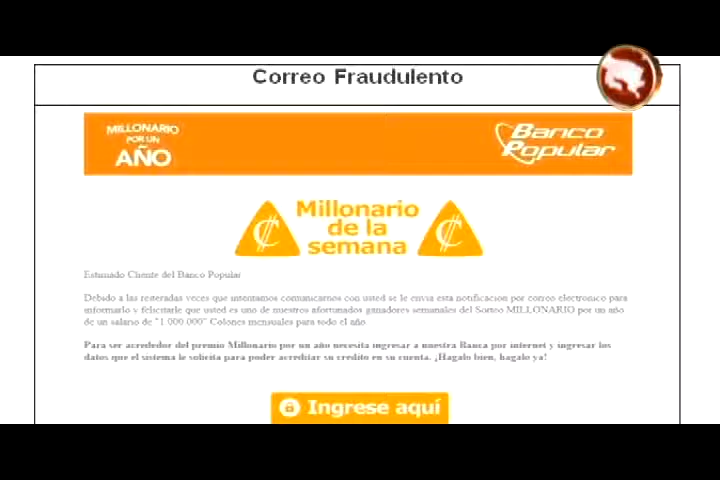 Correo Fraudulento
MILLONARIO
POR UN
AÑO
Banco
Popular
Millonario
de la
semana
Estimado Cliente del Banco Popular
Debido a las reiteradas veces que intentamos comunicarnos con usted se le envia esta notificacion por correo electronico para
informarlo y felicitarle que usted es uno de nuestros afortunados ganadores semanales del Sorteo MILLONARIO por un año
de un salario de "1 000 000" Colones mensuales para todo el año
Para ser acrededor del premio Millonario por un año necesita ingresar a nuestra Banca por internet y ingresar los
datos que el sistema le solicita para poder acreditar su credito en su cuenta. ¡Hagalo bien, hagalo ya!
Ingrese aquí